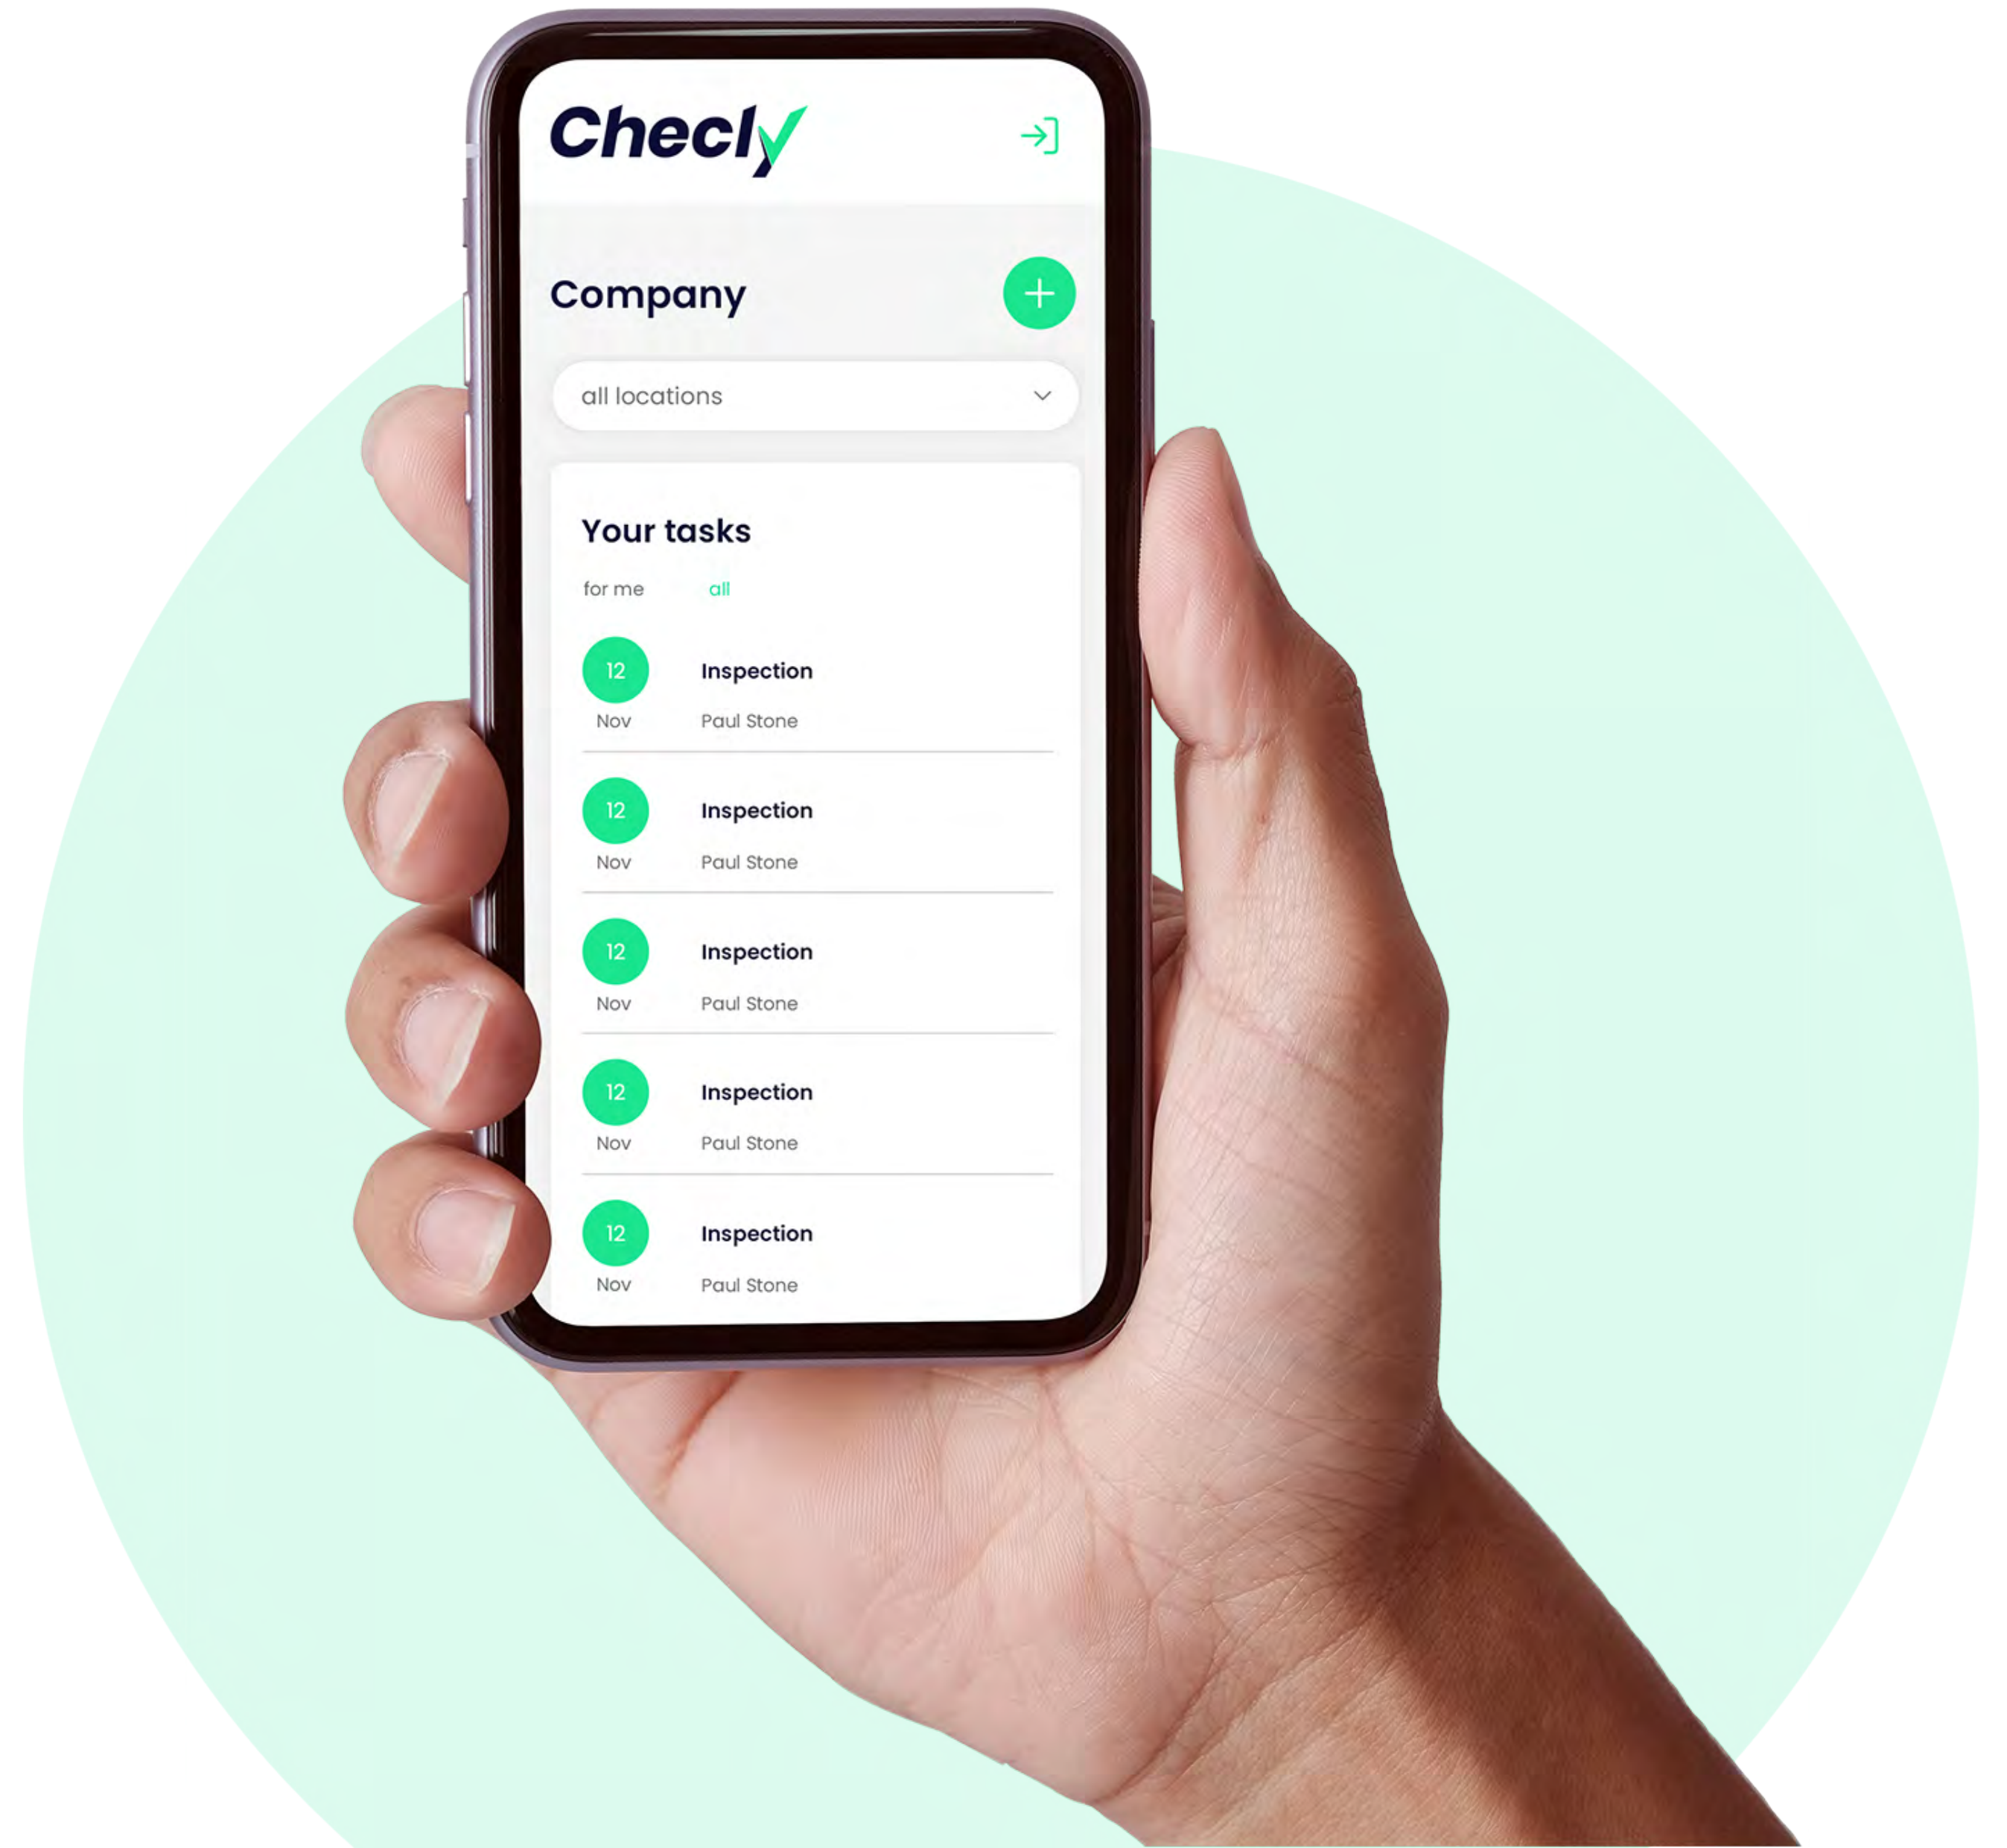 Checly
Company
all locations
Your tasks
for me all
12 Inspection
Nov Paul Stone
12 Inspection
Nov Paul Stone
12 Inspection
Nov Paul Stone
12 Inspection
Nov Paul Stone
12 Inspection
Nov Paul Stone